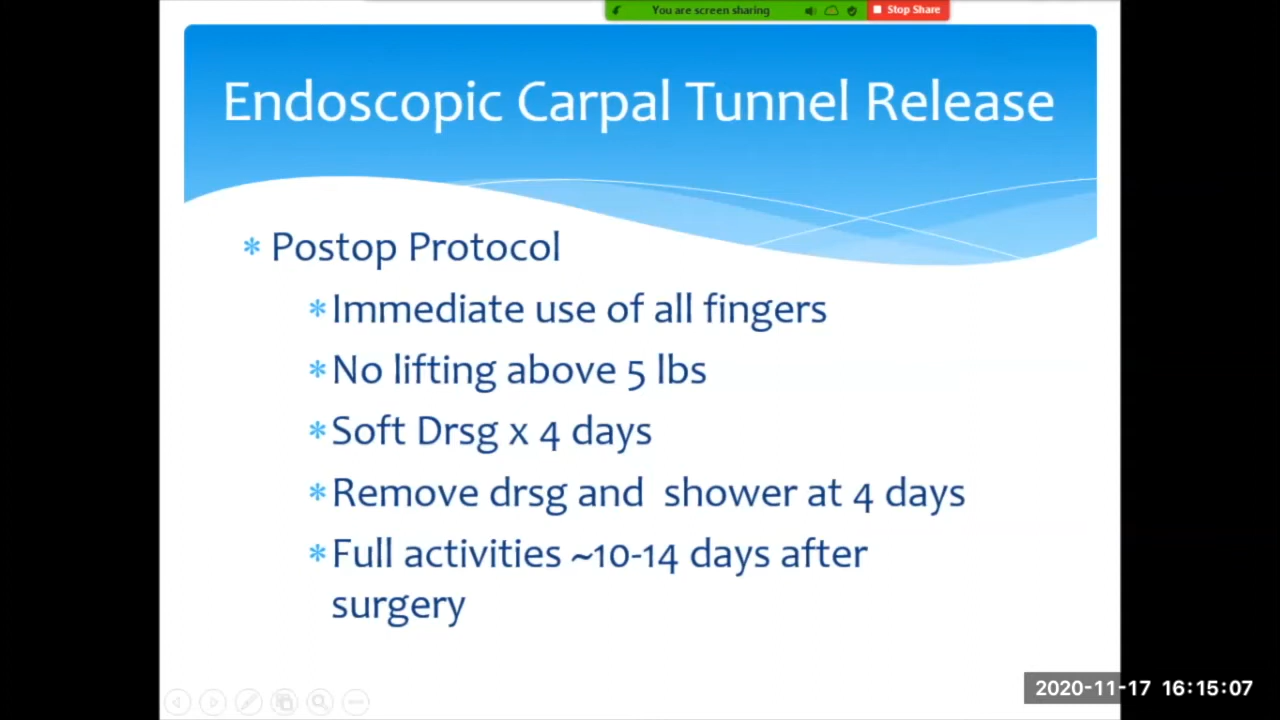 You are screen sharing Stop Share
Endoscopic Carpal Tunnel Release
* Postop Protocol
* Immediate use of all fingers
* No lifting above 5 lbs
* Soft Drsg x 4 days
* Remove drsg and shower at 4 days
* Full activities ~10-14 days after
surgery
2020-11-17 16:15:07